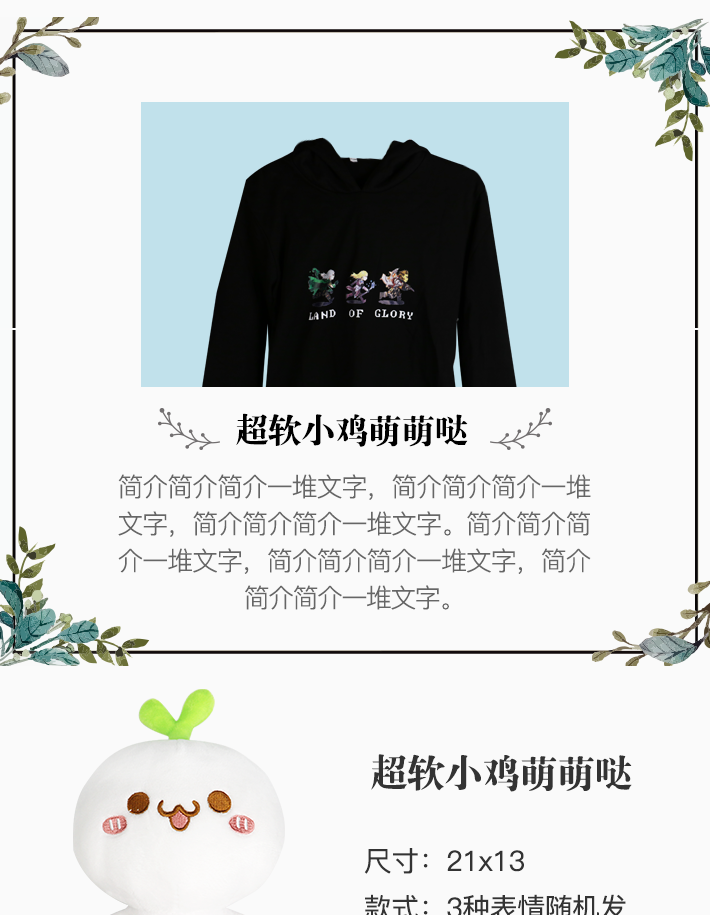 LAND OF GLORY
超软小鸡萌萌哒
简介简介简介一堆文字，简介简介简介一堆
文字，简介简介简介一堆文字。简介简介简
介一堆文字，简介简介简介一堆文字，简介
简介简介一堆文字。
超软小鸡萌萌哒
尺寸：21x13
款式：3种表情随机发